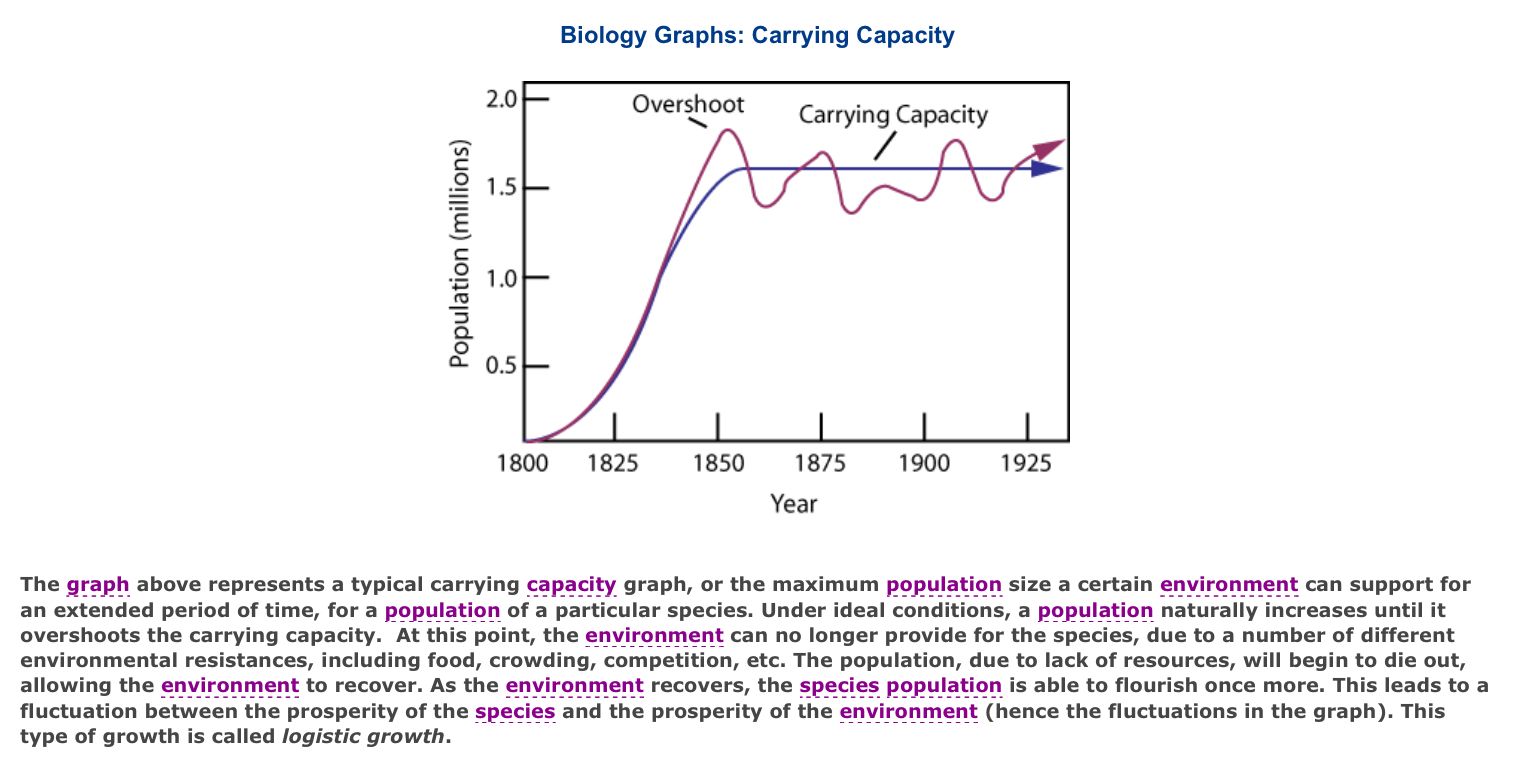 Biology Graphs: Carrying Capacity
Overshoot
Carrying Capacity
2.0
1.5
1.0
0.5
Population (millions)
1800 1825 1850 1875 1900 1925
Year
The graph above represents a typical carrying capacity graph, or the maximum population size a certain environment can support for
an extended period of time, for a population of a particular species. Under ideal conditions, a population naturally increases until it
overshoots the carrying capacity.  At this point, the environment can no longer provide for the species, due to a number of different
environmental resistances, including food, crowding, competition, etc. The population, due to lack of resources, will begin to die out,
allowing the environment to recover. As the environment recovers, the species population is able to flourish once more. This leads to a
fluctuation between the prosperity of the species and the prosperity of the environment (hence the fluctuations in the graph). This
type of growth is called logistic growth.